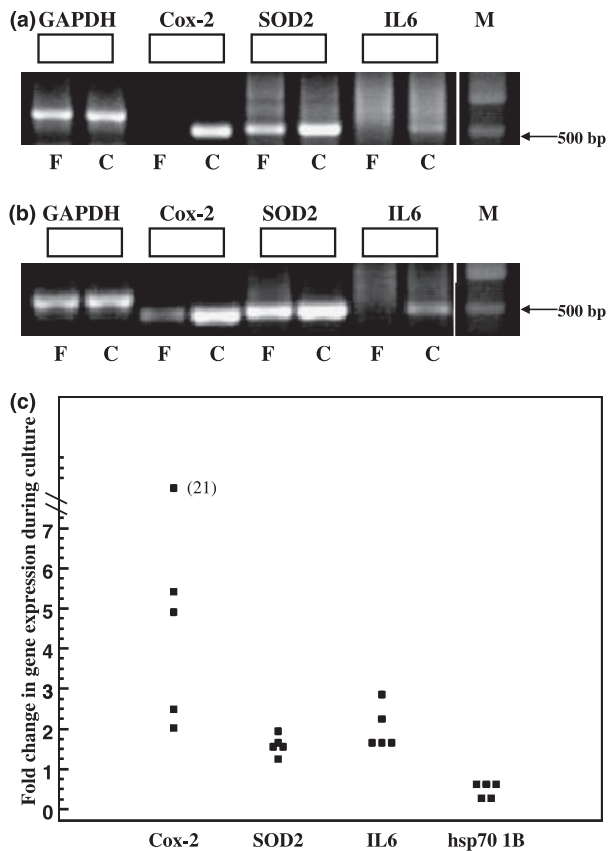 (a) GAPDH Cox-2 SOD2 IL6 M
500 bp
F C F C F C F C
(b) GAPDH Cox-2 SOD2 IL6 M
500 bp
F C F C F C F C
(c)
Fold change in gene expression during culture
(21)
7
6
5
4
3
2
1
0
Cox-2 SOD2 IL6 hsp70 1B